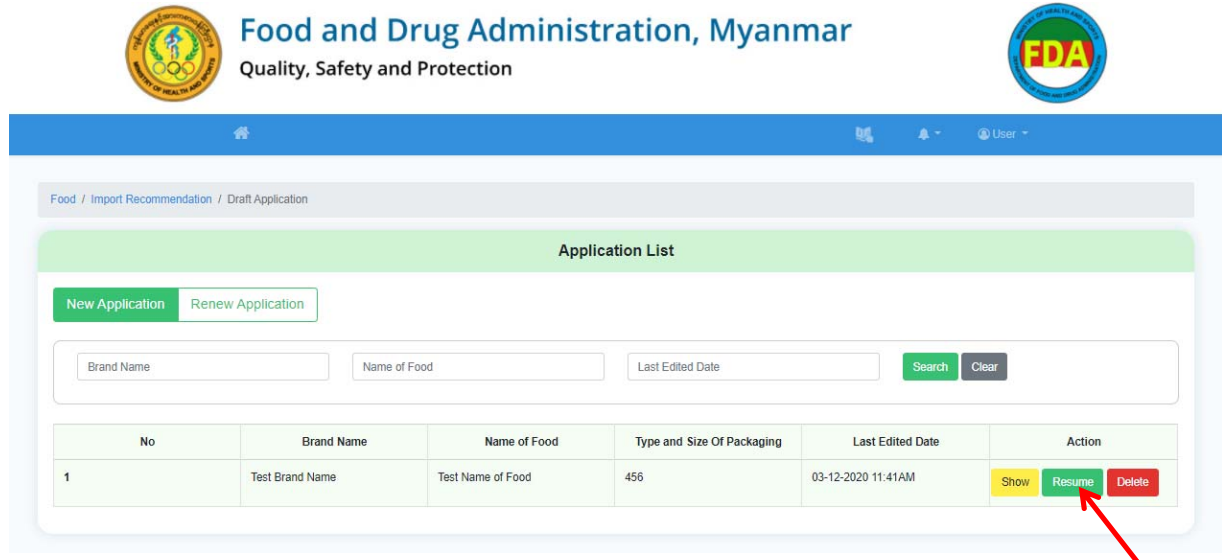 Food and Drug Administration, Myanmar
Quality, Safety and Protection
FDA
User
Food / Import Recommendation / Draft Application
Application List
New Application Renew Application
Brand Name Name of Food Last Edited Date Search Clear
No Brand Name Name of Food Type and Size Of Packaging Last Edited Date Action
1 Test Brand Name Test Name of Food 456 03-12-2020 11:41AM Show Resume Delete